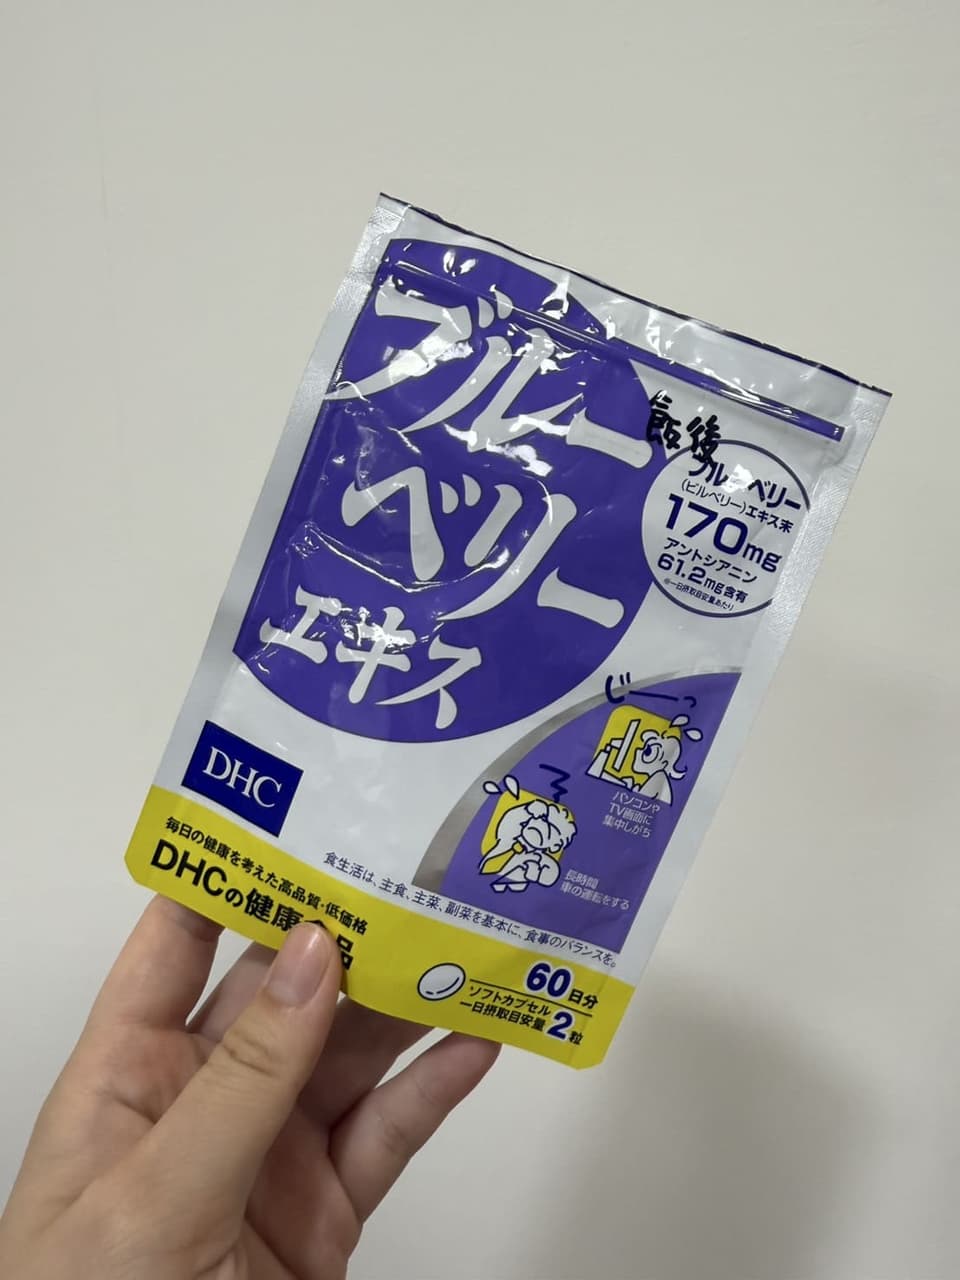 ブルー
ベリー
エキス
飯後
ブルーベリー
(ビルベリー)エキス末
170mg
アントシアニン
61.2mg含有
※一日摂取目安量あたり
じーっ
パソコンや
TV画面に
集中しがち
長時間
車の運転をする
DHC
食生活は、主食、主菜、副菜を基本に、食事のバランスを。
毎日の健康を考えた高品質・低価格
DHCの健康食品
60日分
ソフトカプセル
一日摂取目安量2粒